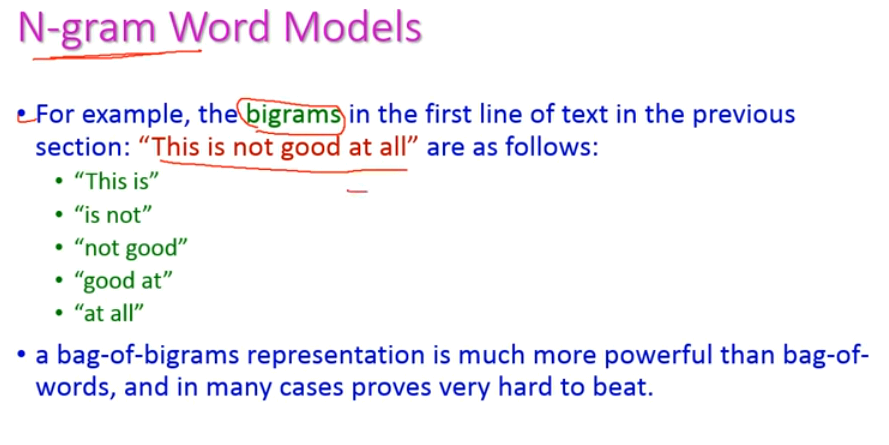 N-gram Word Models
• For example, the bigrams in the first line of text in the previous
section: “This is not good at all” are as follows:
• “This is”
• “is not”
• “not good”
• “good at”
• “at all”
• a bag-of-bigrams representation is much more powerful than bag-of-
words, and in many cases proves very hard to beat.